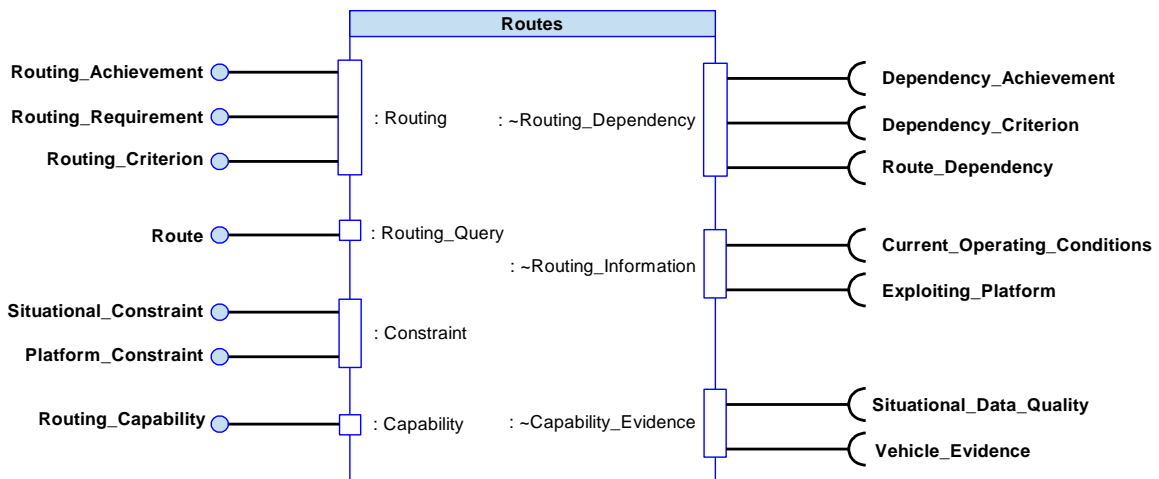 Routes
Routing_Achievement
Routing_Requirement
Routing_Criterion
: Routing
: ~Routing_Dependency
Dependency_Achievement
Dependency_Criterion
Route_Dependency
Route
: Routing_Query
: ~Routing_Information
Current_Operating_Conditions
Exploiting_Platform
Situational_Constraint
Platform_Constraint
: Constraint
Routing_Capability
: Capability
: ~Capability_Evidence
Situational_Data_Quality
Vehicle_Evidence